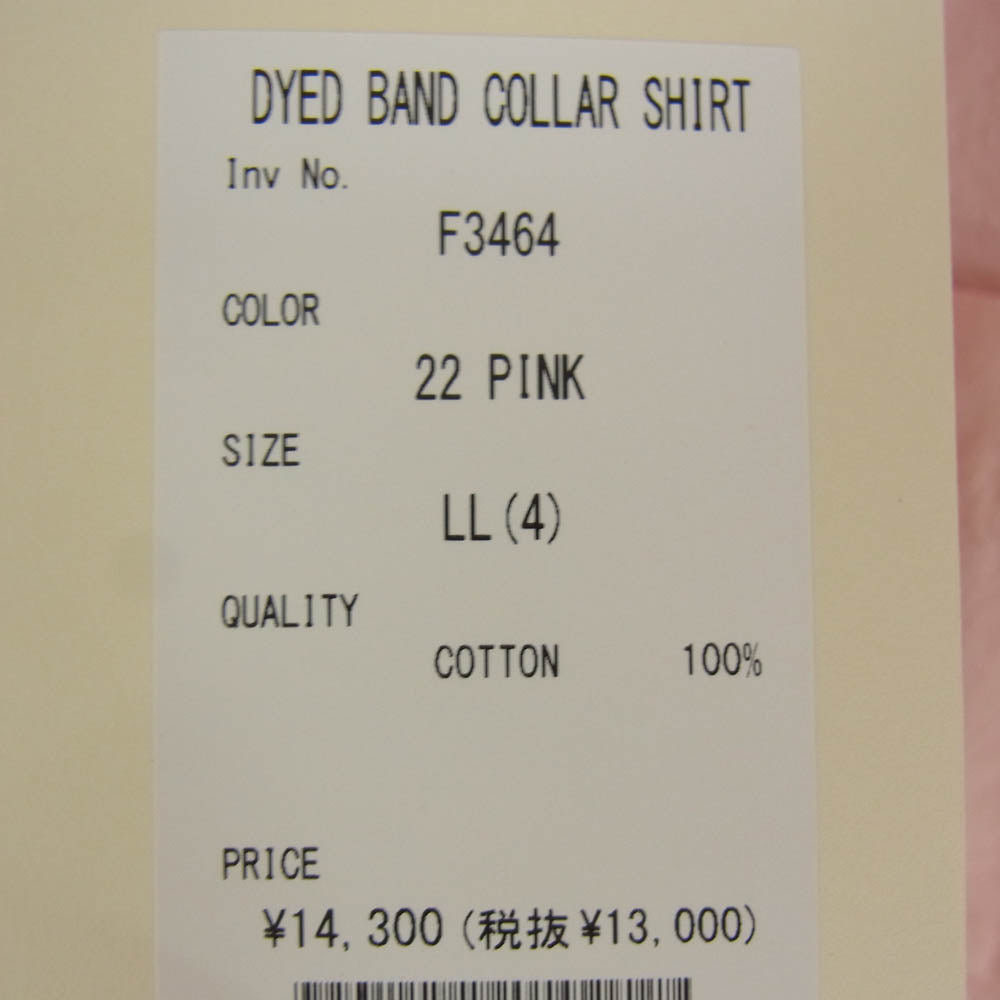 DYED BAND COLLAR SHIRT
Inv No.
F3464
COLOR
22 PINK
SIZE
LL(4)
QUALITY
COTTON 100%
PRICE
¥14,300(税抜¥13,000)